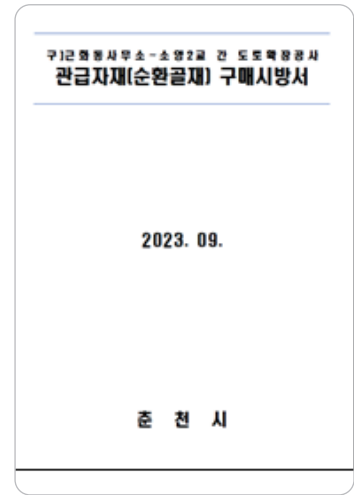 구)근화동사무소-소양2교 간 도로확장공사
관급자재(순환골재) 구매시방서
2023. 09.
춘 천 시